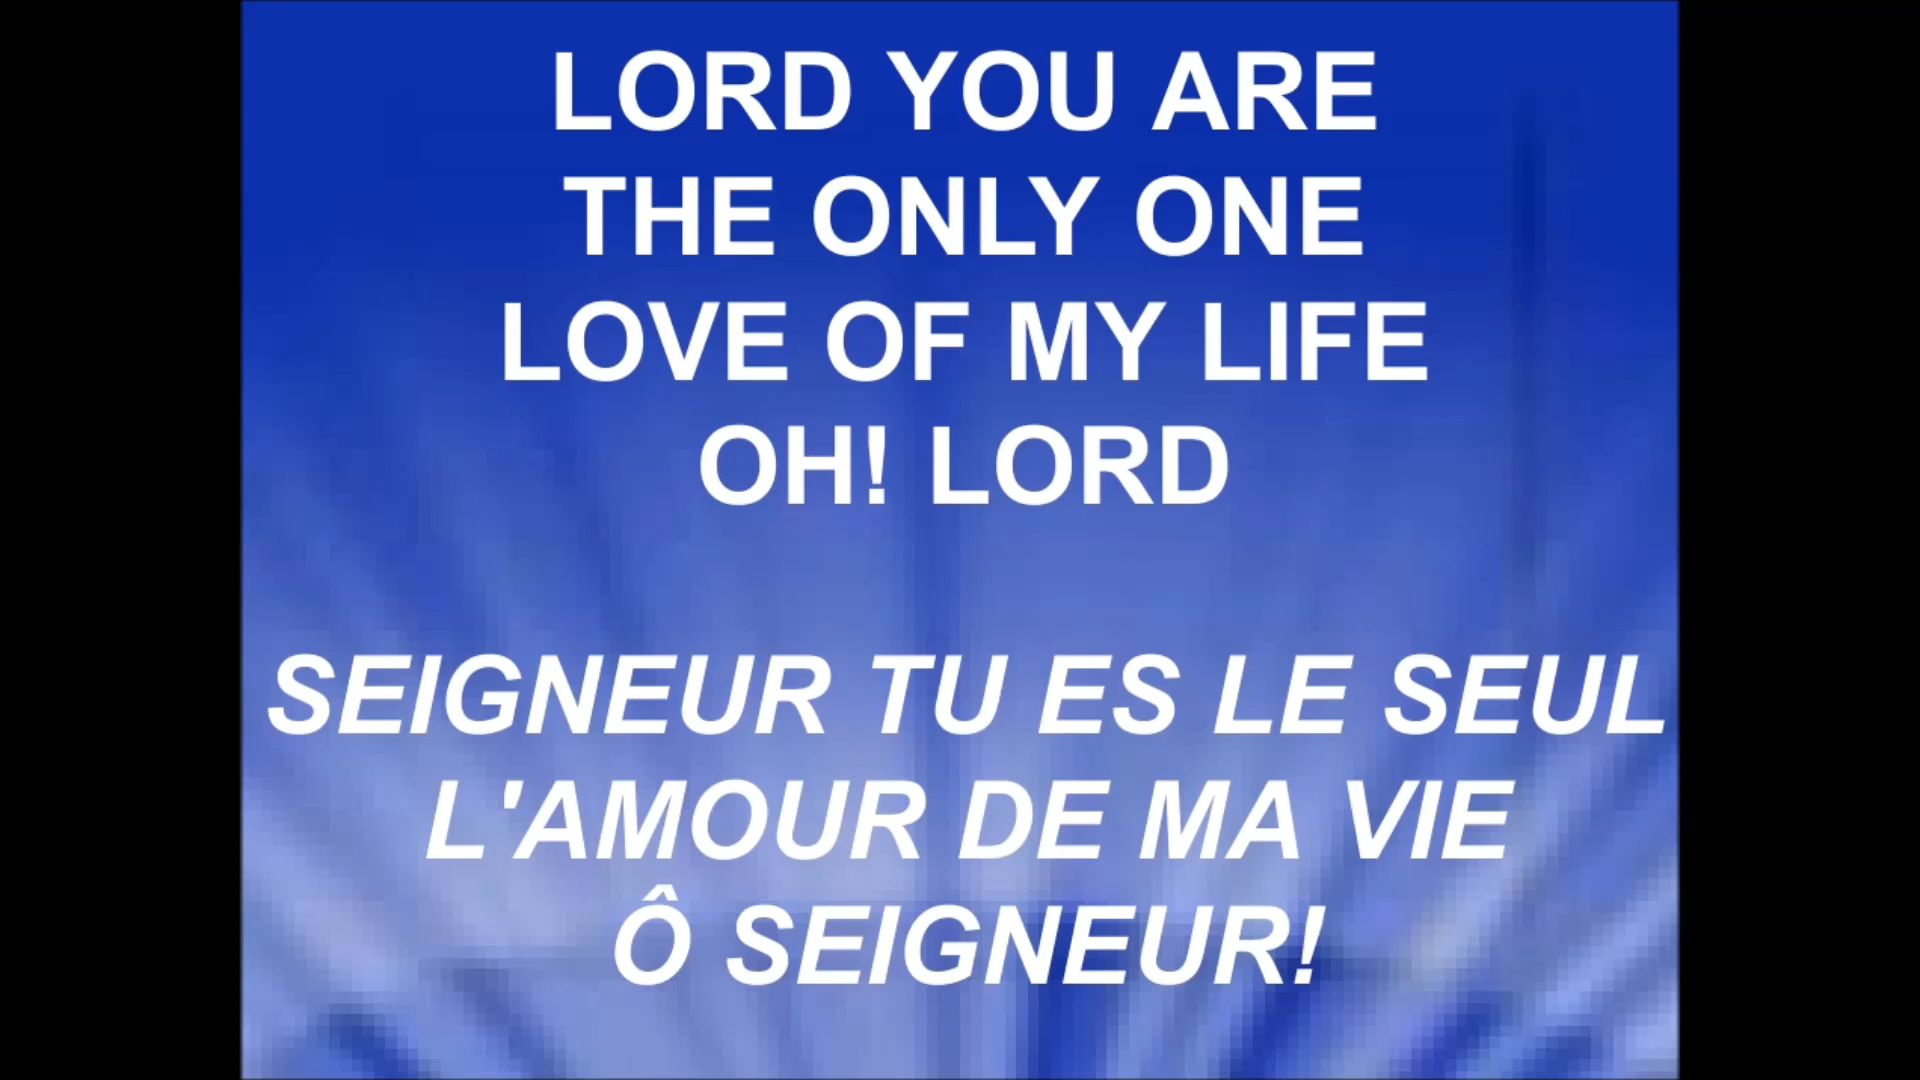 LORD YOU ARE
THE ONLY ONE
LOVE OF MY LIFE
OH! LORD
SEIGNEUR TU ES LE SEUL
L'AMOUR DE MA VIE
Ô SEIGNEUR!